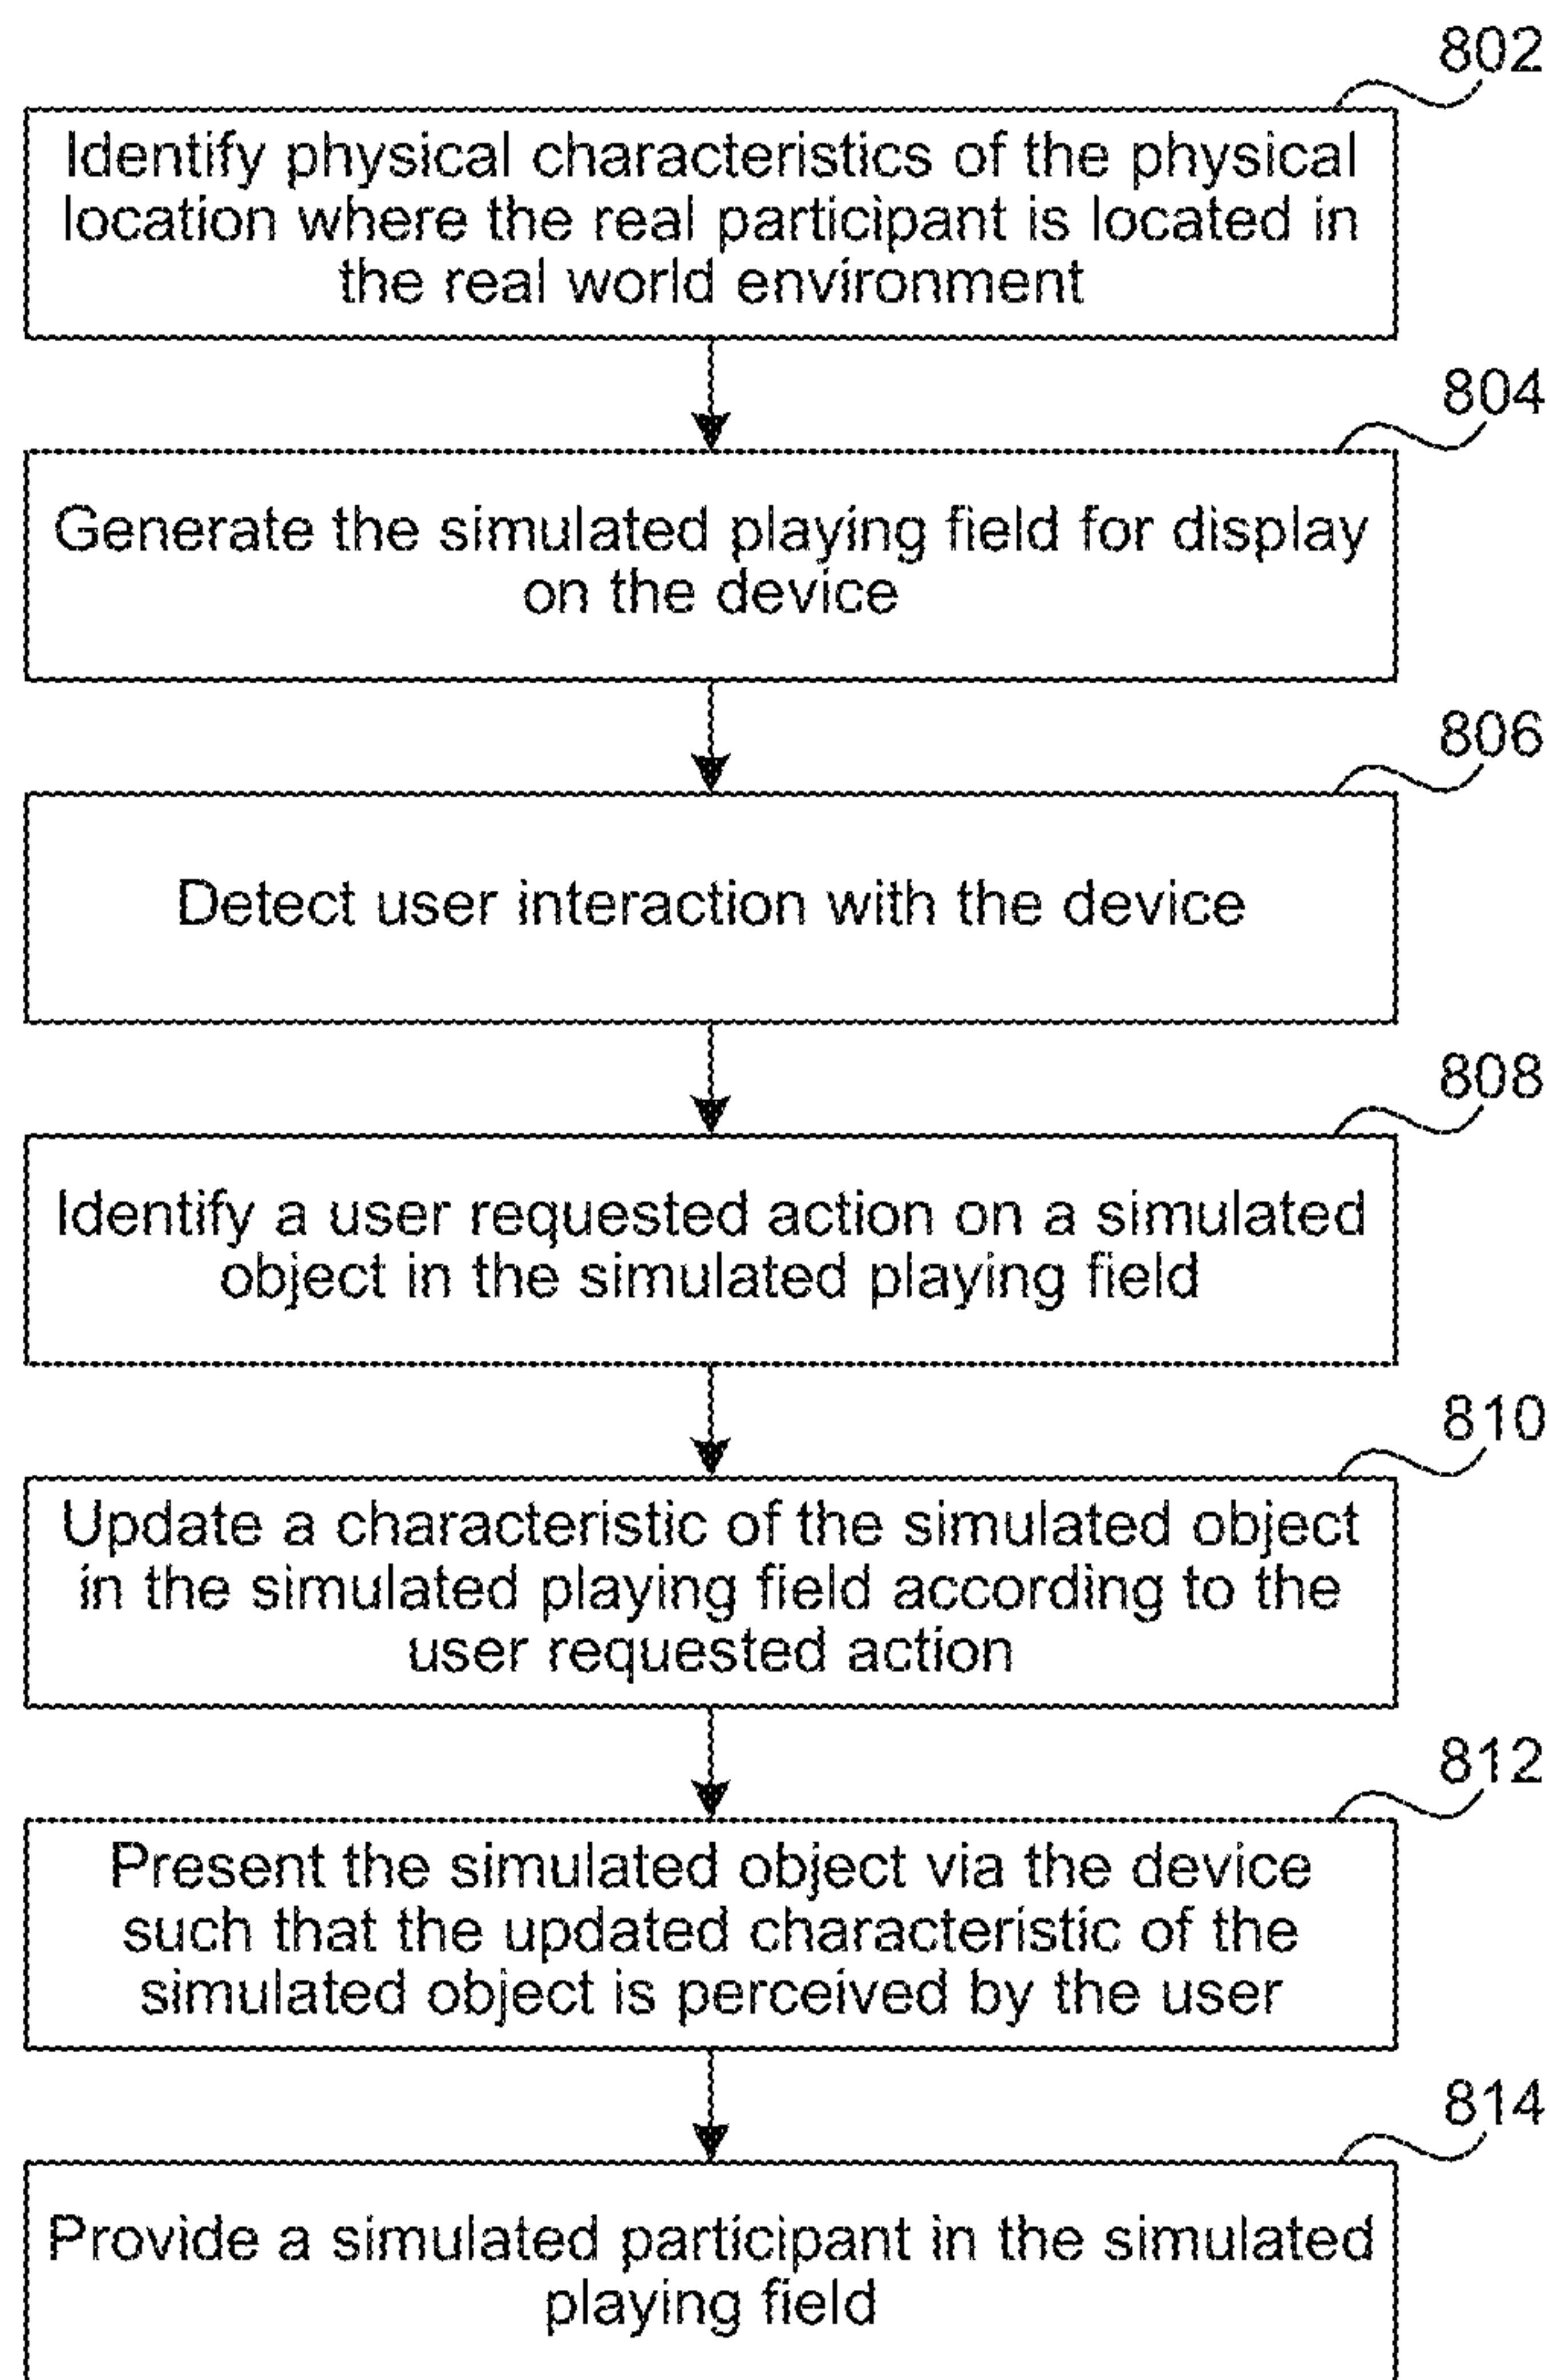 802
Identify physical characteristics of the physical
location where the real participant is located in
the real world environment
804
Generate the simulated playing field for display
on the device
806
Detect user interaction with the device
808
Identify a user requested action on a simulated
object in the simulated playing field
810
Update a characteristic of the simulated object
in the simulated playing field according to the
user requested action
812
Present the simulated object via the device
such that the updated characteristic of the
simulated object is perceived by the user
814
Provide a simulated participant in the simulated
playing field